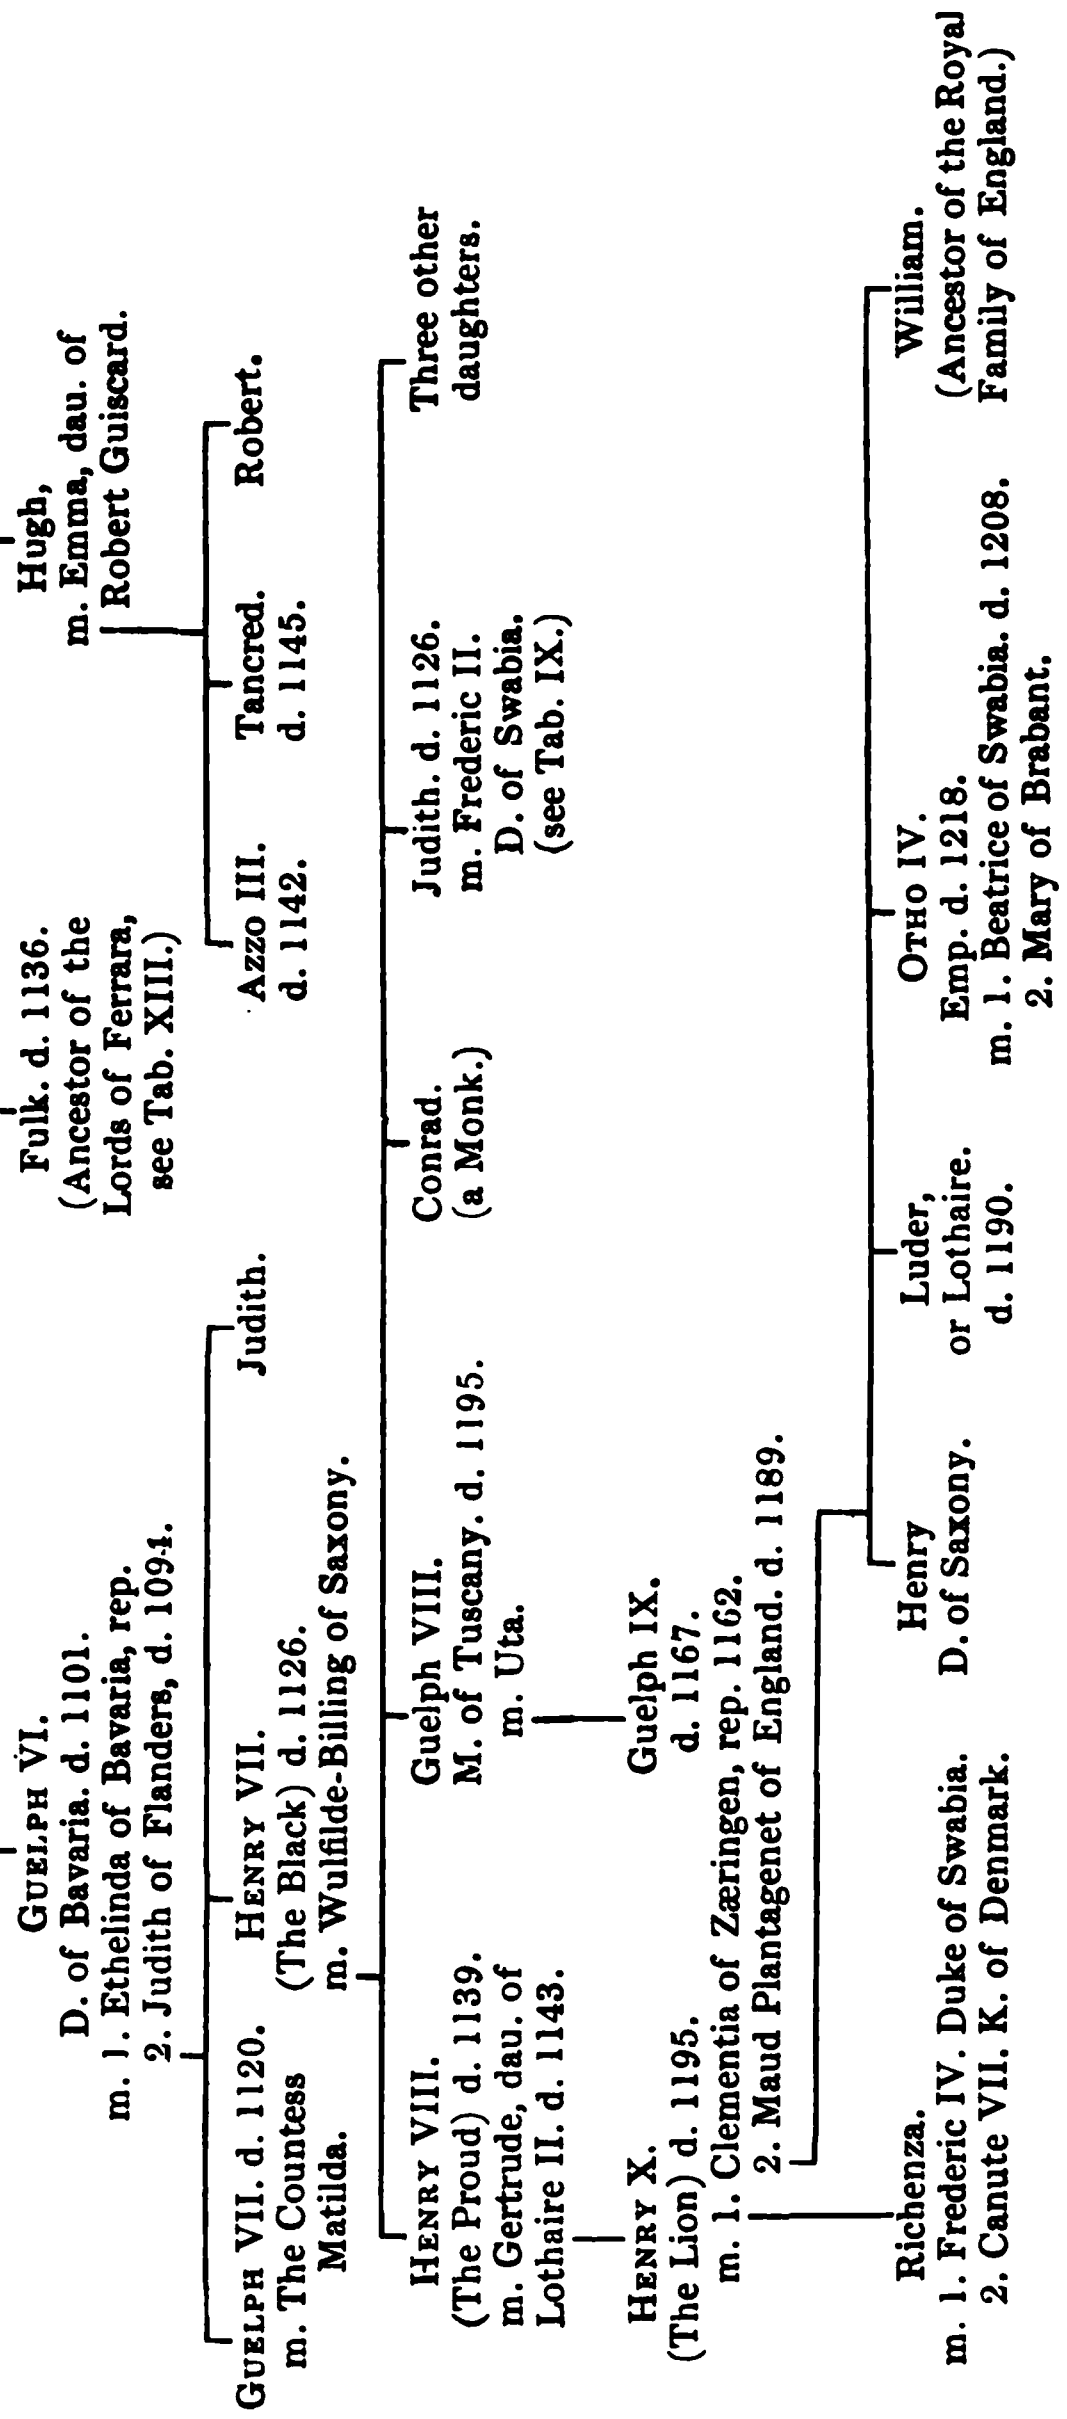 GUELPH VI.
D. of Bavaria. d. 1101.
m. 1. Ethelinda of Bavaria, rep.
2. Judith of Flanders, d. 1094.
Fulk. d. 1136.
(Ancestor of the
Lords of Ferrara,
see Tab. XIII.)
Hugh,
m. Emma, dau. of
Robert Guiscard.
GUELPH VII. d. 1120.
m. The Countess
Matilda.
HENRY VII.
(The Black) d. 1126.
m. Wulfilde-Billing of Saxony.
Judith.
AZZO III.
d. 1142.
Tancred.
d. 1145.
Robert.
HENRY VIII.
(The Proud) d. 1139.
m. Gertrude, dau. of
Lothaire II. d. 1143.
Guelph VIII.
M. of Tuscany. d. 1195.
m. Uta.
Conrad.
(a Monk.)
Judith. d. 1126.
m. Frederic II.
D. of Swabia.
(see Tab. IX.)
Three other
daughters.
HENRY X.
(The Lion) d. 1195.
m. 1. Clementia of Zæringen, rep. 1162.
2. Maud Plantagenet of England. d. 1189.
Guelph IX.
d. 1167.
Richenza.
m. 1. Frederic IV. Duke of Swabia.
2. Canute VII. K. of Denmark.
Henry
D. of Saxony.
Luder,
or Lothaire.
d. 1190.
OTHO IV.
Emp. d. 1218.
m. 1. Beatrice of Swabia. d. 1208.
2. Mary of Brabant.
William.
(Ancestor of the Royal
Family of England.)